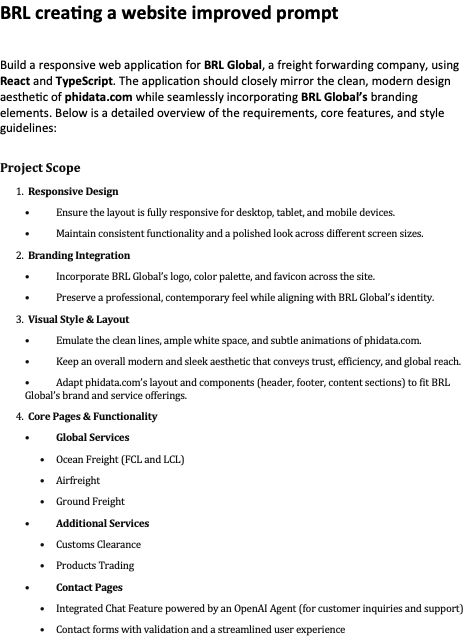 BRL creating a website improved prompt
Build a responsive web application for BRL Global, a freight forwarding company, using
React and TypeScript. The application should closely mirror the clean, modern design
aesthetic of phidata.com while seamlessly incorporating BRL Global's branding
elements. Below is a detailed overview of the requirements, core features, and style
guidelines:
Project Scope
1. Responsive Design
• Ensure the layout is fully responsive for desktop, tablet, and mobile devices.
• Maintain consistent functionality and a polished look across different screen sizes.
2. Branding Integration
• Incorporate BRL Global's logo, color palette, and favicon across the site.
• Preserve a professional, contemporary feel while aligning with BRL Global's identity.
3. Visual Style & Layout
• Emulate the clean lines, ample white space, and subtle animations of phidata.com.
• Keep an overall modern and sleek aesthetic that conveys trust, efficiency, and global reach.
• Adapt phidata.com's layout and components (header, footer, content sections) to fit BRL
Global's brand and service offerings.
4. Core Pages & Functionality
• Global Services
• Ocean Freight (FCL and LCL)
• Airfreight
• Ground Freight
• Additional Services
• Customs Clearance
• Products Trading
• Contact Pages
• Integrated Chat Feature powered by an OpenAI Agent (for customer inquiries and support)
• Contact forms with validation and a streamlined user experience